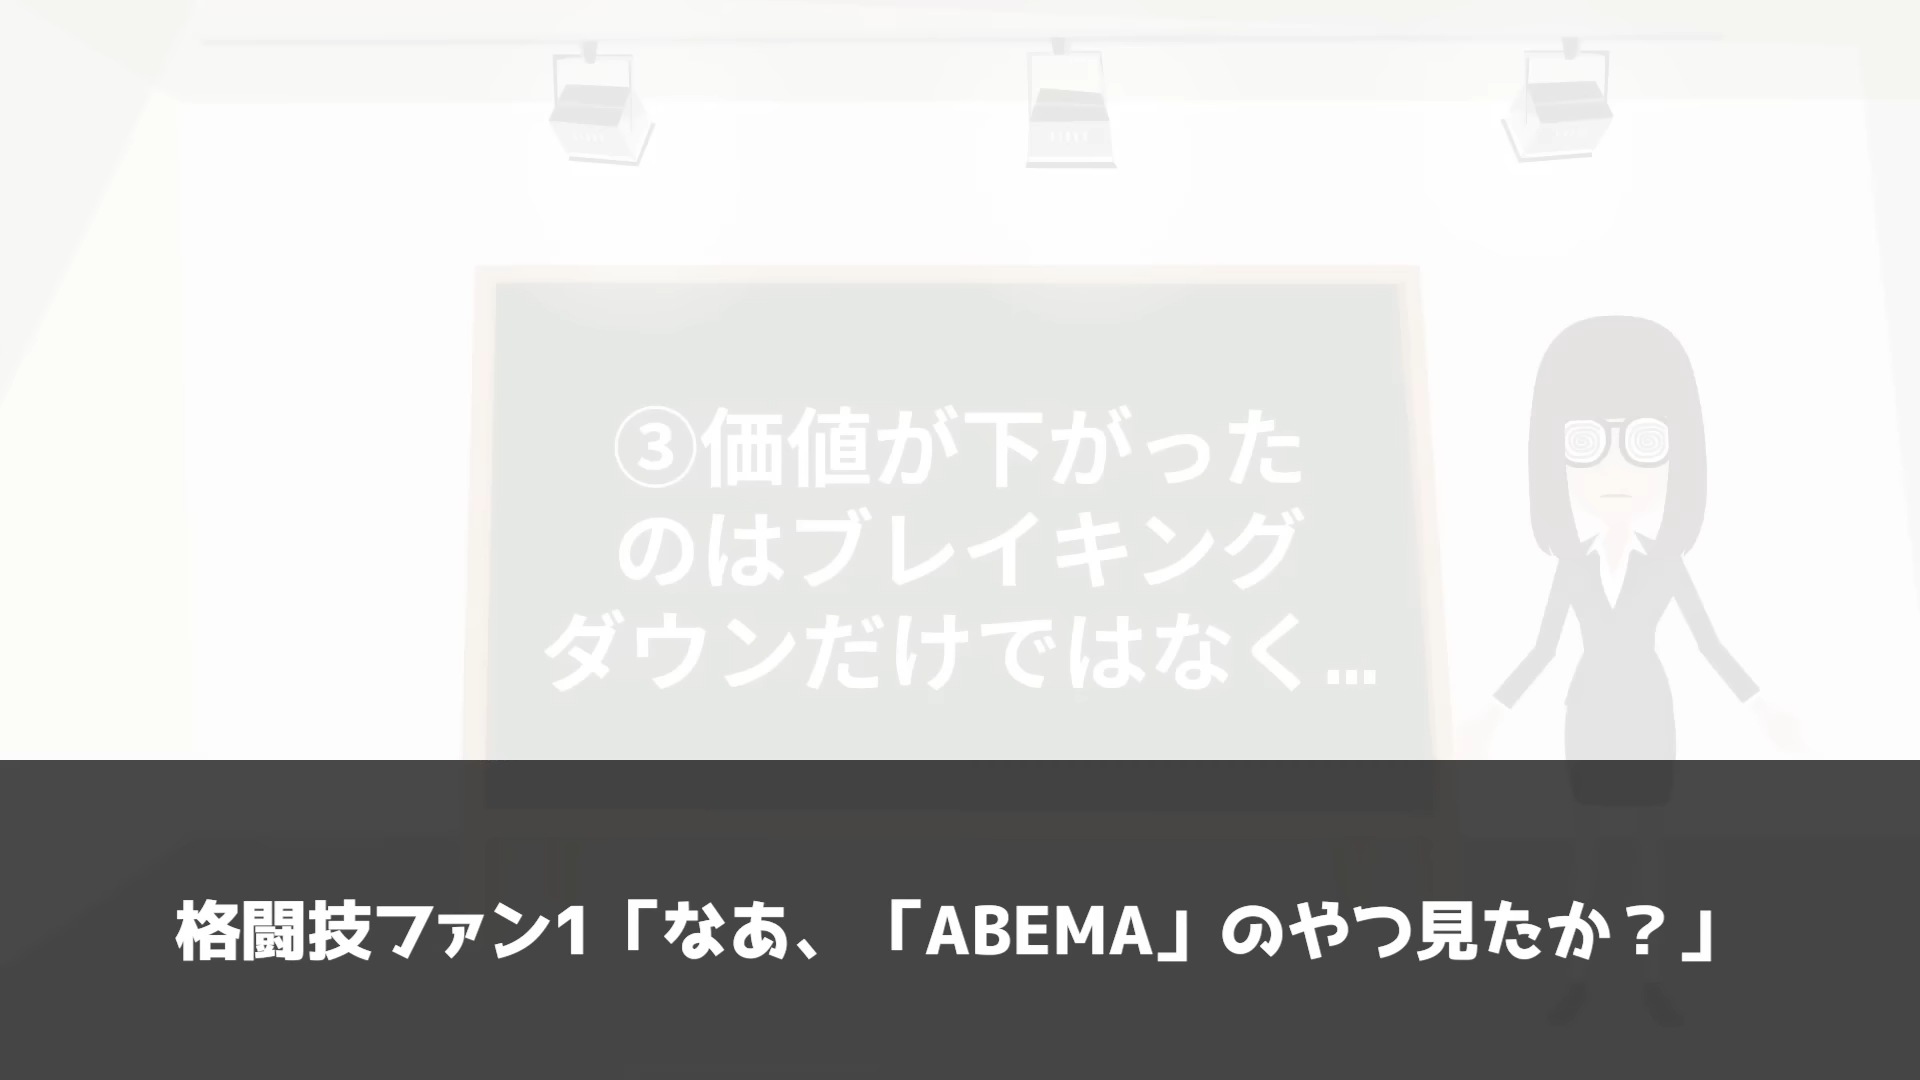 ③価値が下がった
のはブレイキング
ダウンだけではなく...
格闘技ファン1「なあ、「ABEMA」のやつ見たか？」